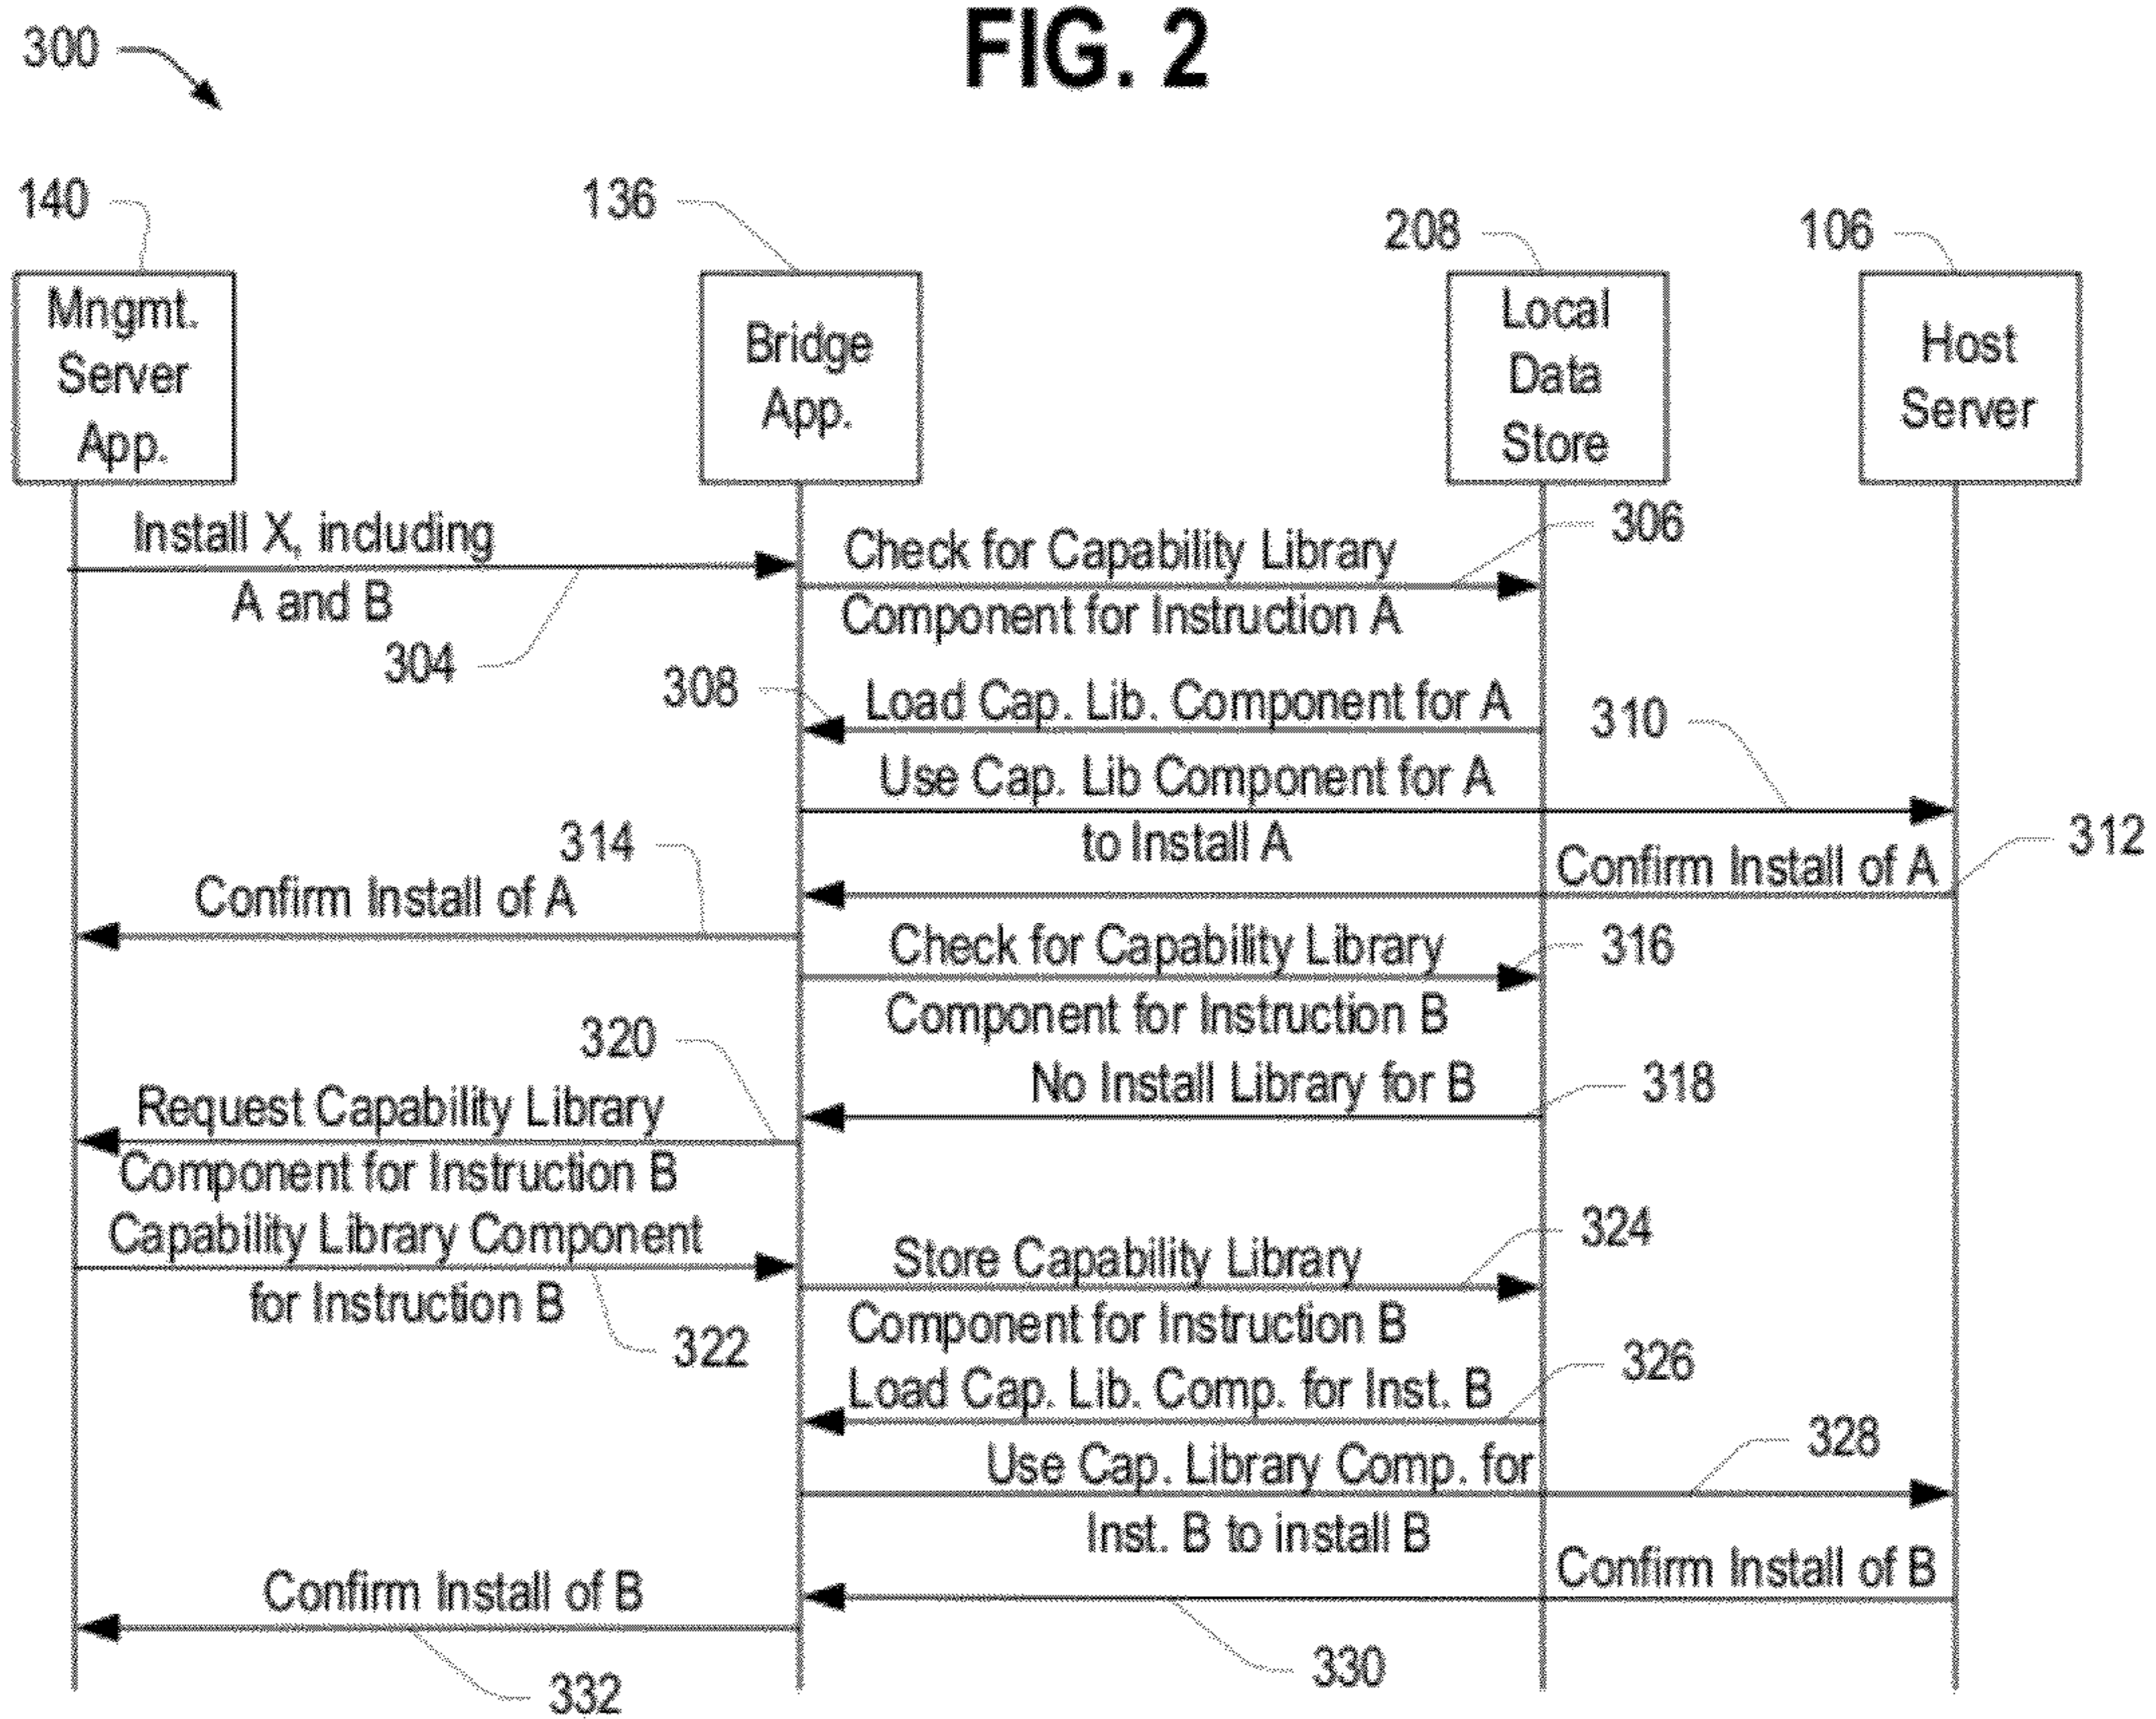 FIG. 2
300
140
136
208
106
Mngmt.
Server
App.
Bridge
App.
Local
Data
Store
Host
Server
Install X, including
A and B
304
Check for Capability Library
Component for Instruction A
306
308
Load Cap. Lib. Component for A
310
Use Cap. Lib Component for A
to Install A
312
Confirm Install of A
314
Confirm Install of A
Check for Capability Library
Component for Instruction B
316
No Install Library for B
318
320
Request Capability Library
Component for Instruction B
Capability Library Component
for Instruction B
322
Store Capability Library
Component for Instruction B
324
Load Cap. Lib. Comp. for Inst. B
326
Use Cap. Library Comp. for
Inst. B to install B
328
Confirm Install of B
330
Confirm Install of B
332